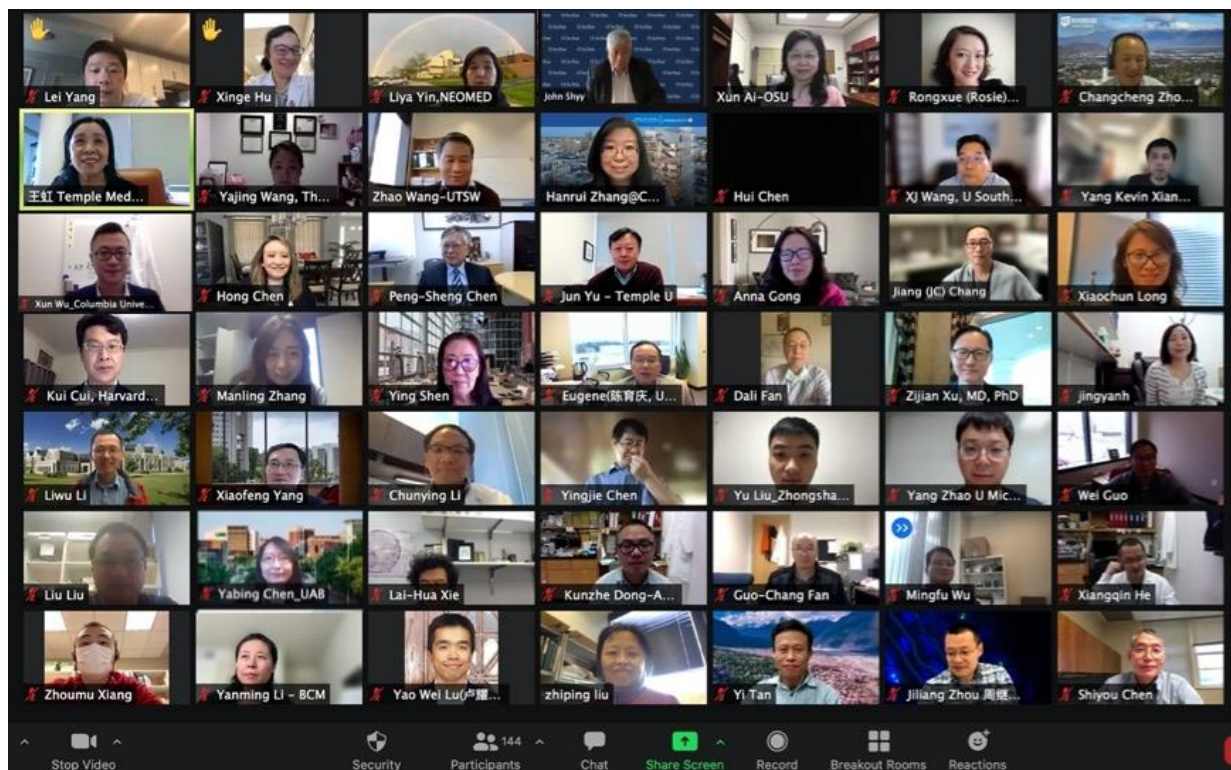 Lei Yang
Xinge Hu
Liya Yin,NEOMED
John Shyy
Xun Ai-OSU
Rongxue (Rosie)...
Changcheng Zho...
王虹 Temple Med...
Yajing Wang, Th...
Zhao Wang-UTSW
Hanrui Zhang@C...
Hui Chen
XJ Wang, U South...
Yang Kevin Xian...
Xun Wu_Columbia Unive...
Hong Chen
Peng-Sheng Chen
Jun Yu - Temple U
Anna Gong
Jiang (JC) Chang
Xiaochun Long
Kui Cui, Harvard...
Manling Zhang
Ying Shen
Eugene(陈育庆, U...
Dali Fan
Zijian Xu, MD, PhD
jingyanh
Liwu Li
Xiaofeng Yang
Chunying Li
Yingjie Chen
Yu Liu_Zhongsha...
Yang Zhao U Mic...
Wei Guo
Liu Liu
Yabing Chen_UAB
Lai-Hua Xie
Kunzhe Dong-A...
Guo-Chang Fan
Mingfu Wu
Xiangqin He
Zhoumu Xiang
Yanming Li - BCM
Yao Wei Lu(卢耀...
zhiping liu
Yi Tan
Jiliang Zhou 周继...
Shiyou Chen
Stop Video
Security
Participants
144
Chat
Share Screen
Record
Breakout Rooms
Reactions